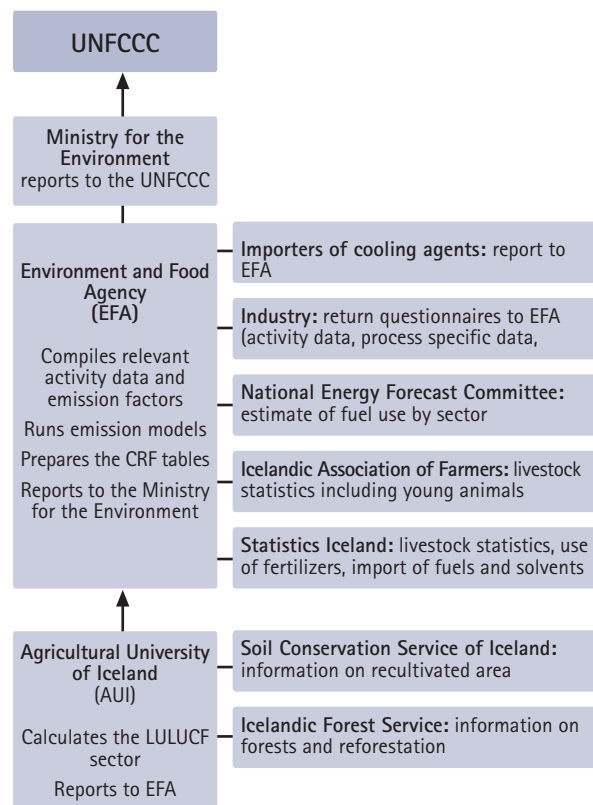 UNFCCC
Ministry for the
Environment
reports to the UNFCCC
Environment and Food
Agency
(EFA)
Compiles relevant
activity data and
emission factors
Runs emission models
Prepares the CRF tables
Reports to the Ministry
for the Environment
Importers of cooling agents: report to
EFA
Industry: return questionnaires to EFA
(activity data, process specific data,
National Energy Forecast Committee:
estimate of fuel use by sector
Icelandic Association of Farmers: livestock
statistics including young animals
Statistics Iceland: livestock statistics, use
of fertilizers, import of fuels and solvents
Agricultural University
of Iceland
(AUI)
Calculates the LULUCF
sector
Reports to EFA
Soil Conservation Service of Iceland:
information on recultivated area
Icelandic Forest Service: information on
forests and reforestation